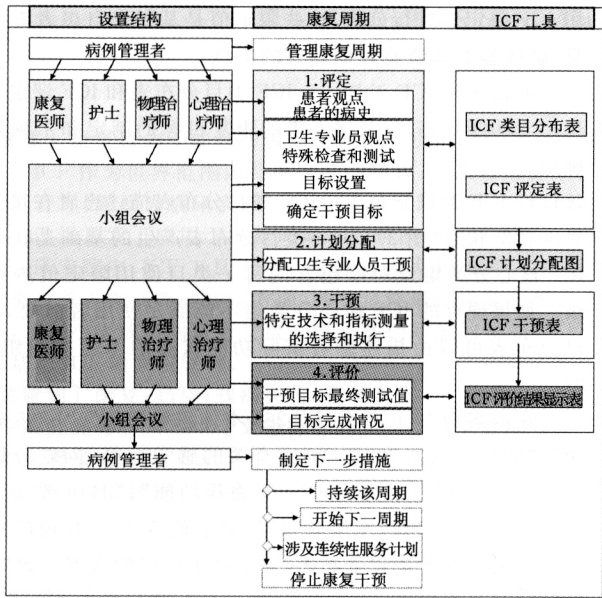 设置结构
康复周期
ICF 工具
病例管理者
管理康复周期
康复
医师
护士
物理治
疗师
心理治
疗师
1.评定
患者观点
患者的病史
卫生专业员观点
特殊检查和测试
目标设置
确定干预目标
ICF 类目分布表
ICF 评定表
小组会议
2.计划分配
分配卫生专业人员干预
ICF 计划分配图
康复
医师
护士
物理
治疗
师
心理
治疗
师
3.干预
特定技术和指标测量
的选择和执行
ICF 干预表
4.评价
干预目标最终测试值
目标完成情况
ICF评价结果显示表
小组会议
病例管理者
制定下一步措施
持续该周期
开始下一周期
涉及连续性服务计划
停止康复干预